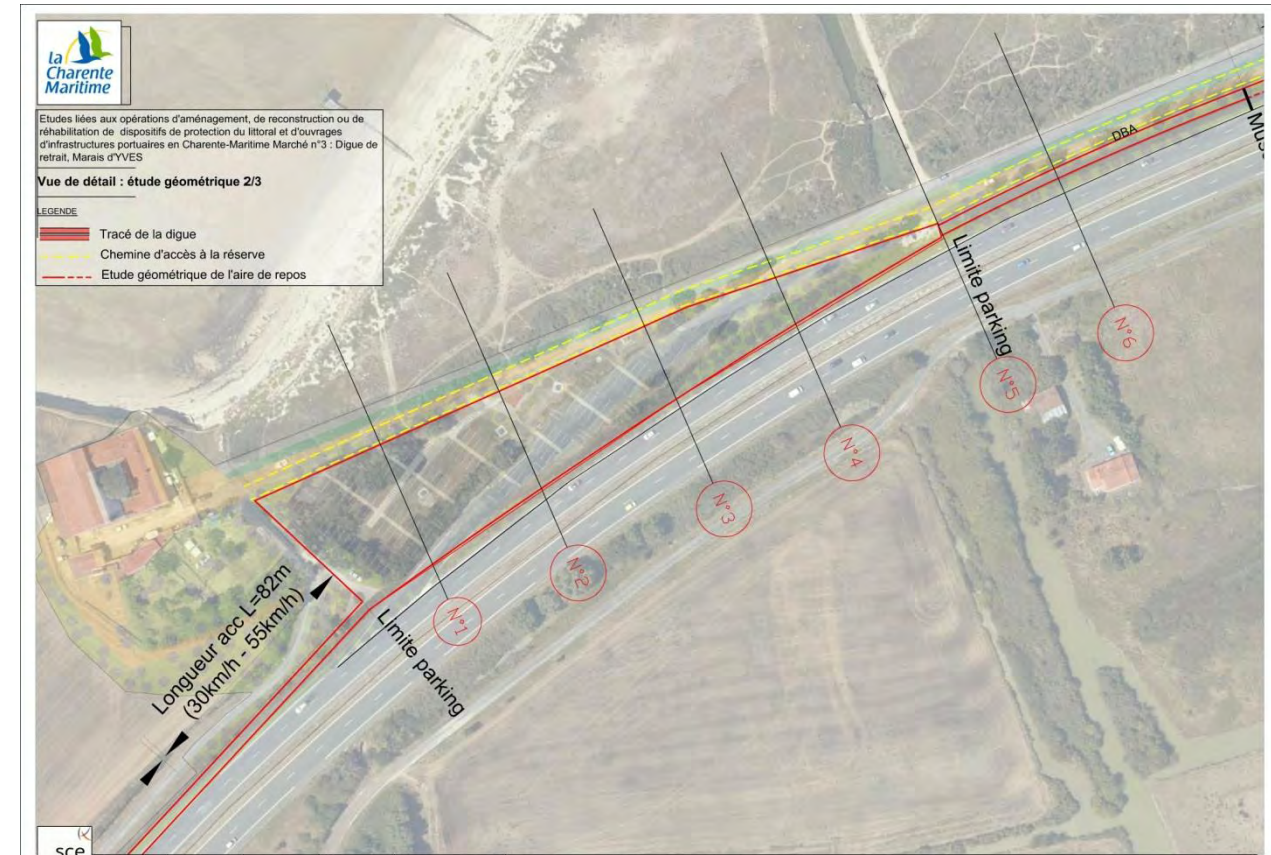 la
Charente
Maritime
Etudes liées aux opérations d'aménagement, de reconstruction ou de
réhabilitation de dispositifs de protection du littoral et d'ouvrages
d'infrastructures portuaires en Charente-Maritime Marché n°3 : Digue de
retrait, Marais d'YVES
Vue de détail : étude géométrique 2/3
LEGENDE
Tracé de la digue
Chemine d'accès à la réserve
Etude géométrique de l'aire de repos
DBA
Limite parking
N°6
N°5
N°4
N°3
N°2
N°1
Limite parking
Longueur acc L=82m
(30km/h - 55km/h)
sce